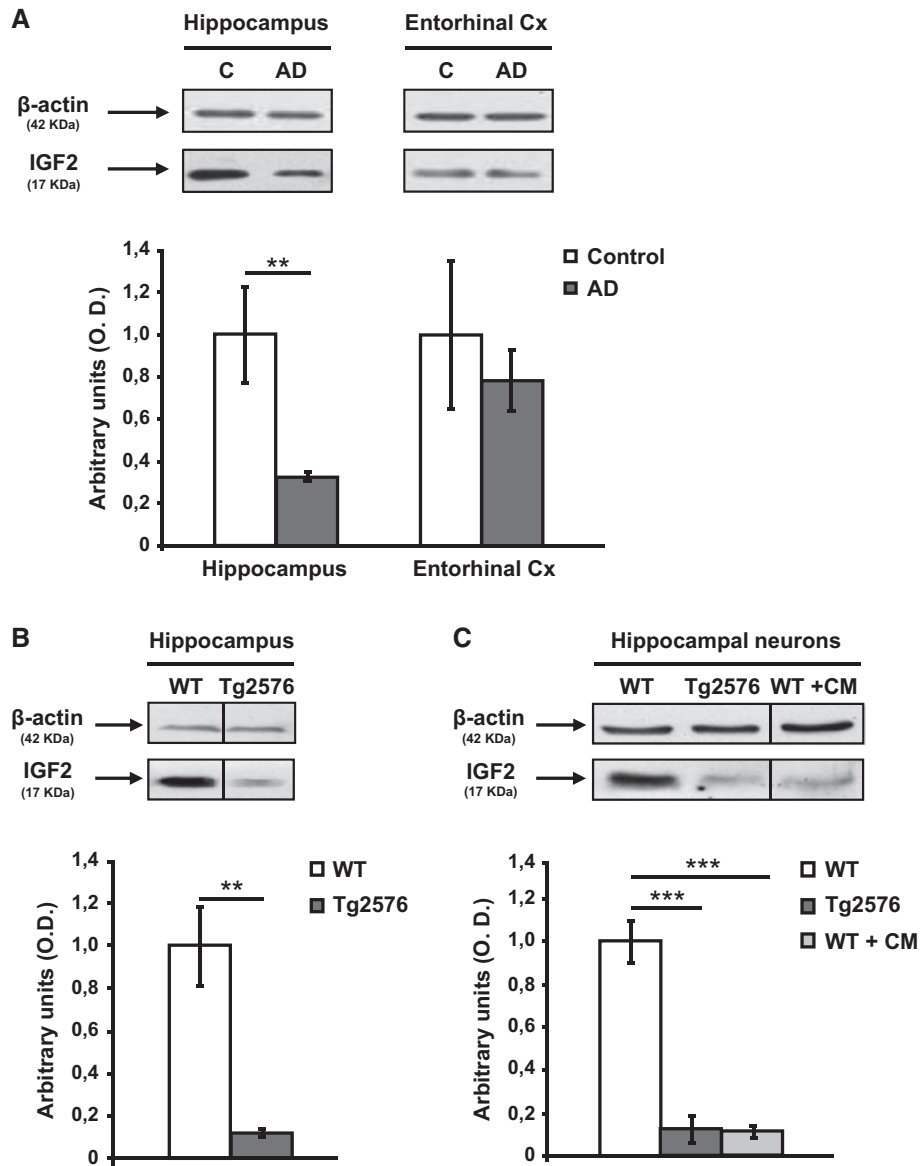 A
Hippocampus
Entorhinal Cx
C AD
C AD
β-actin
(42 KDa)
IGF2
(17 KDa)
Arbitrary units (O. D.)
1,4
1,2
1,0
0,8
0,6
0,4
0,2
0
**
Control
AD
Hippocampus
Entorhinal Cx
B
Hippocampus
WT Tg2576
β-actin
(42 KDa)
IGF2
(17 KDa)
Arbitrary units (O.D.)
1,4
1,2
1,0
0,8
0,6
0,4
0,2
0
**
WT
Tg2576
C
Hippocampal neurons
WT Tg2576 WT +CM
β-actin
(42 KDa)
IGF2
(17 KDa)
Arbitrary units (O. D.)
1,4
1,2
1,0
0,8
0,6
0,4
0,2
0
***
***
WT
Tg2576
WT + CM